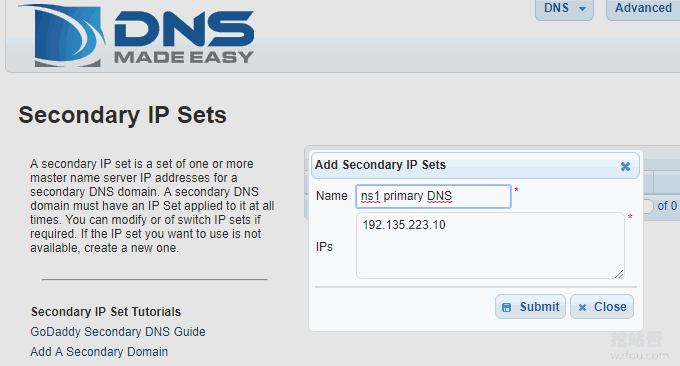 DNS
Advanced
DNS
MADE EASY
Secondary IP Sets
A secondary IP set is a set of one or more
master name server IP addresses for a
secondary DNS domain. A secondary DNS
domain must have an IP Set applied to it at all
times. You can modify or of switch IP sets if
required. If the IP set you want to use is not
available, create a new one.
Secondary IP Set Tutorials
GoDaddy Secondary DNS Guide
Add A Secondary Domain
Add Secondary IP Sets
Name ns1 primary DNS *
IPs 192.135.223.10 *
of 0
Submit Close
挖站否
wzfou.com